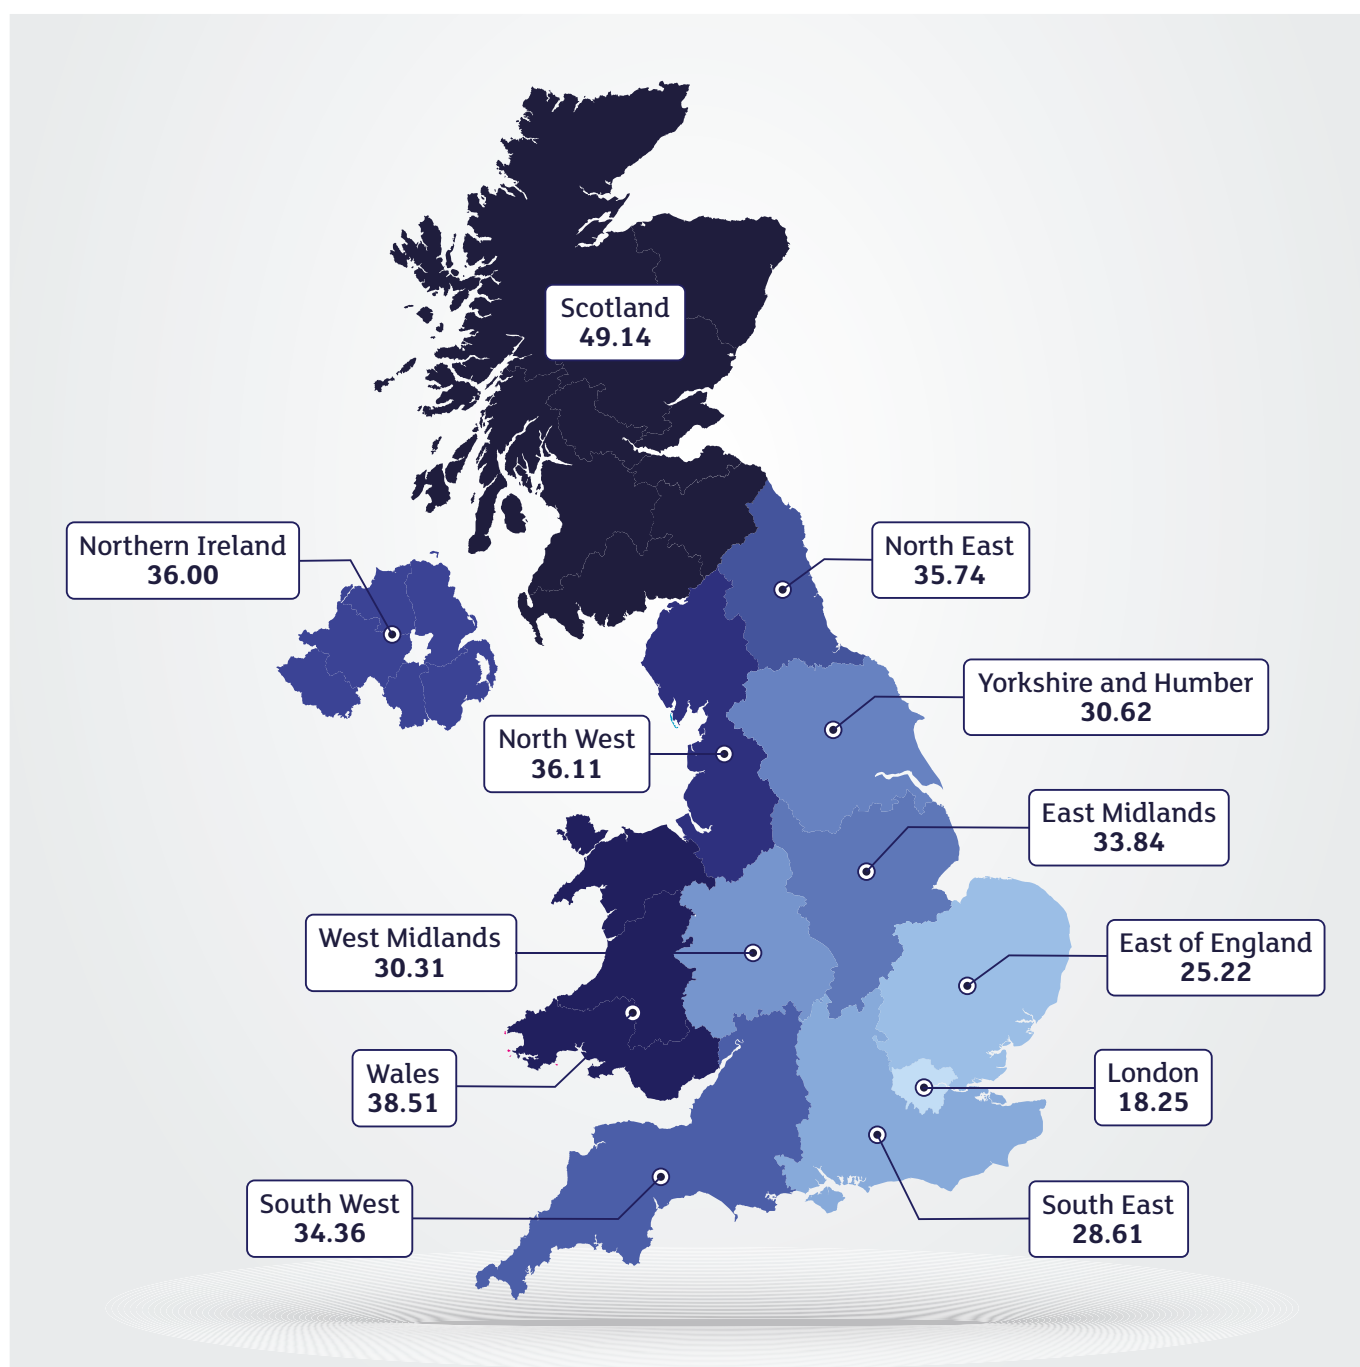 Scotland
49.14
Northern Ireland
36.00
North East
35.74
Yorkshire and Humber
30.62
North West
36.11
East Midlands
33.84
West Midlands
30.31
East of England
25.22
Wales
38.51
London
18.25
South West
34.36
South East
28.61